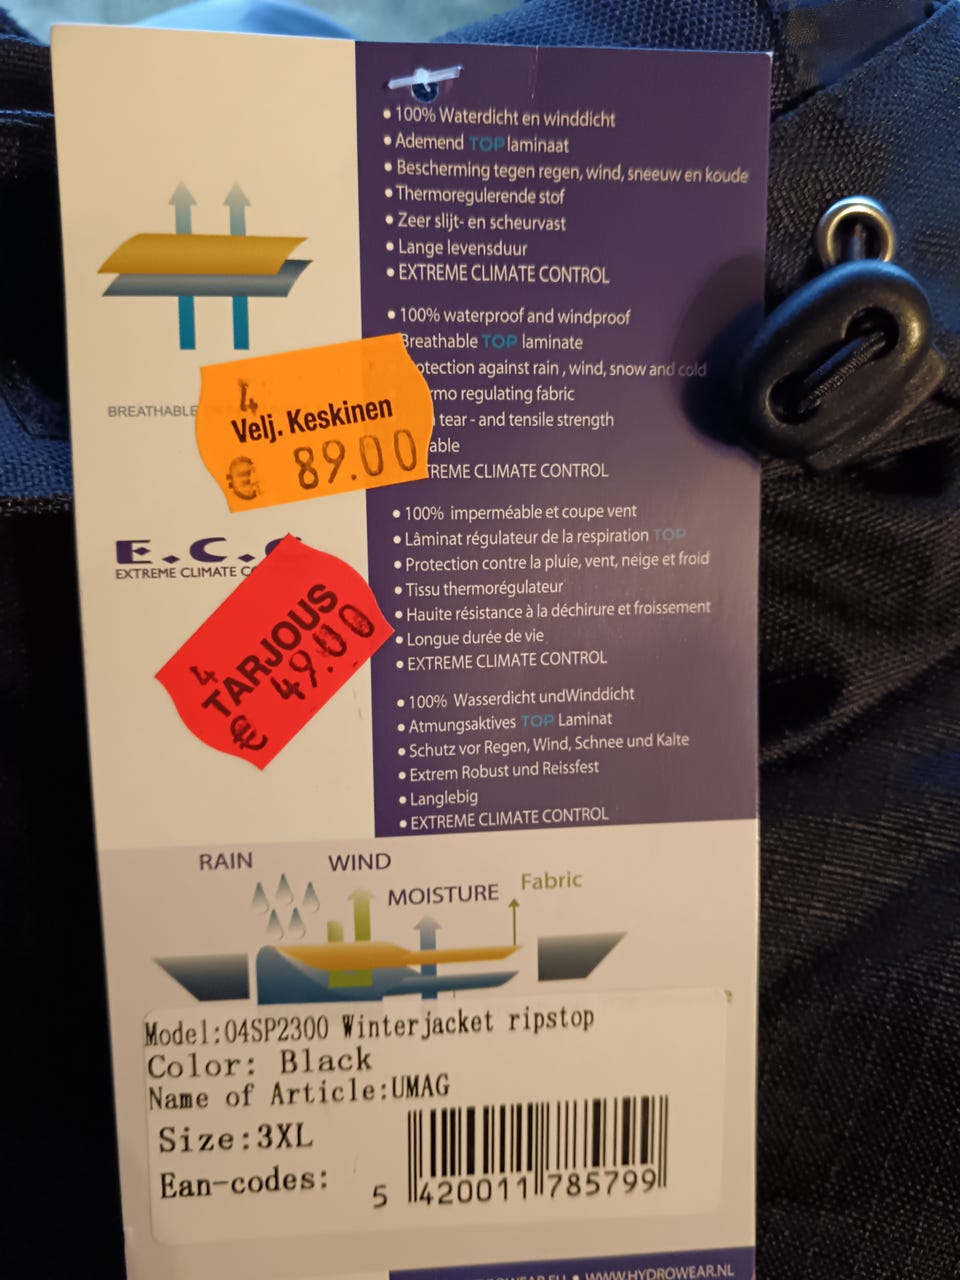 • 100% Waterdicht en winddicht
• Ademend TOP laminaat
• Bescherming tegen regen, wind, sneeuw en koude
• Thermoregulerende stof
• Zeer slijt- en scheurvast
• Lange levensduur
• EXTREME CLIMATE CONTROL
• 100% waterproof and windproof
Breathable TOP laminate
otection against rain , wind, snow and cold
rmo regulating fabric
tear - and tensile strength
able
TREME CLIMATE CONTROL
• 100% imperméable et coupe vent
• Lâminat régulateur de la respiration TOP
• Protection contre la pluie, vent, neige et froid
• Tissu thermorégulateur
• Hauite résistance à la déchirure et froissement
• Longue durée de vie
• EXTREME CLIMATE CONTROL
• 100% Wasserdicht undWinddicht
• Atmungsaktives TOP Laminat
• Schutz vor Regen, Wind, Schnee und Kalte
• Extrem Robust und Reissfest
• Langlebig
• EXTREME CLIMATE CONTROL
BREATHABLE
4
Velj. Keskinen
€ 89.00
E.C.C
EXTREME CLIMATE C
4
TARJOUS
€ 49.00
RAIN
WIND
MOISTURE
Fabric
Model:04SP2300 Winterjacket ripstop
Color: Black
Name of Article:UMAG
Size:3XL
Ean-codes:
5 420011 785799
• WWW.HYDROWEAR.NL